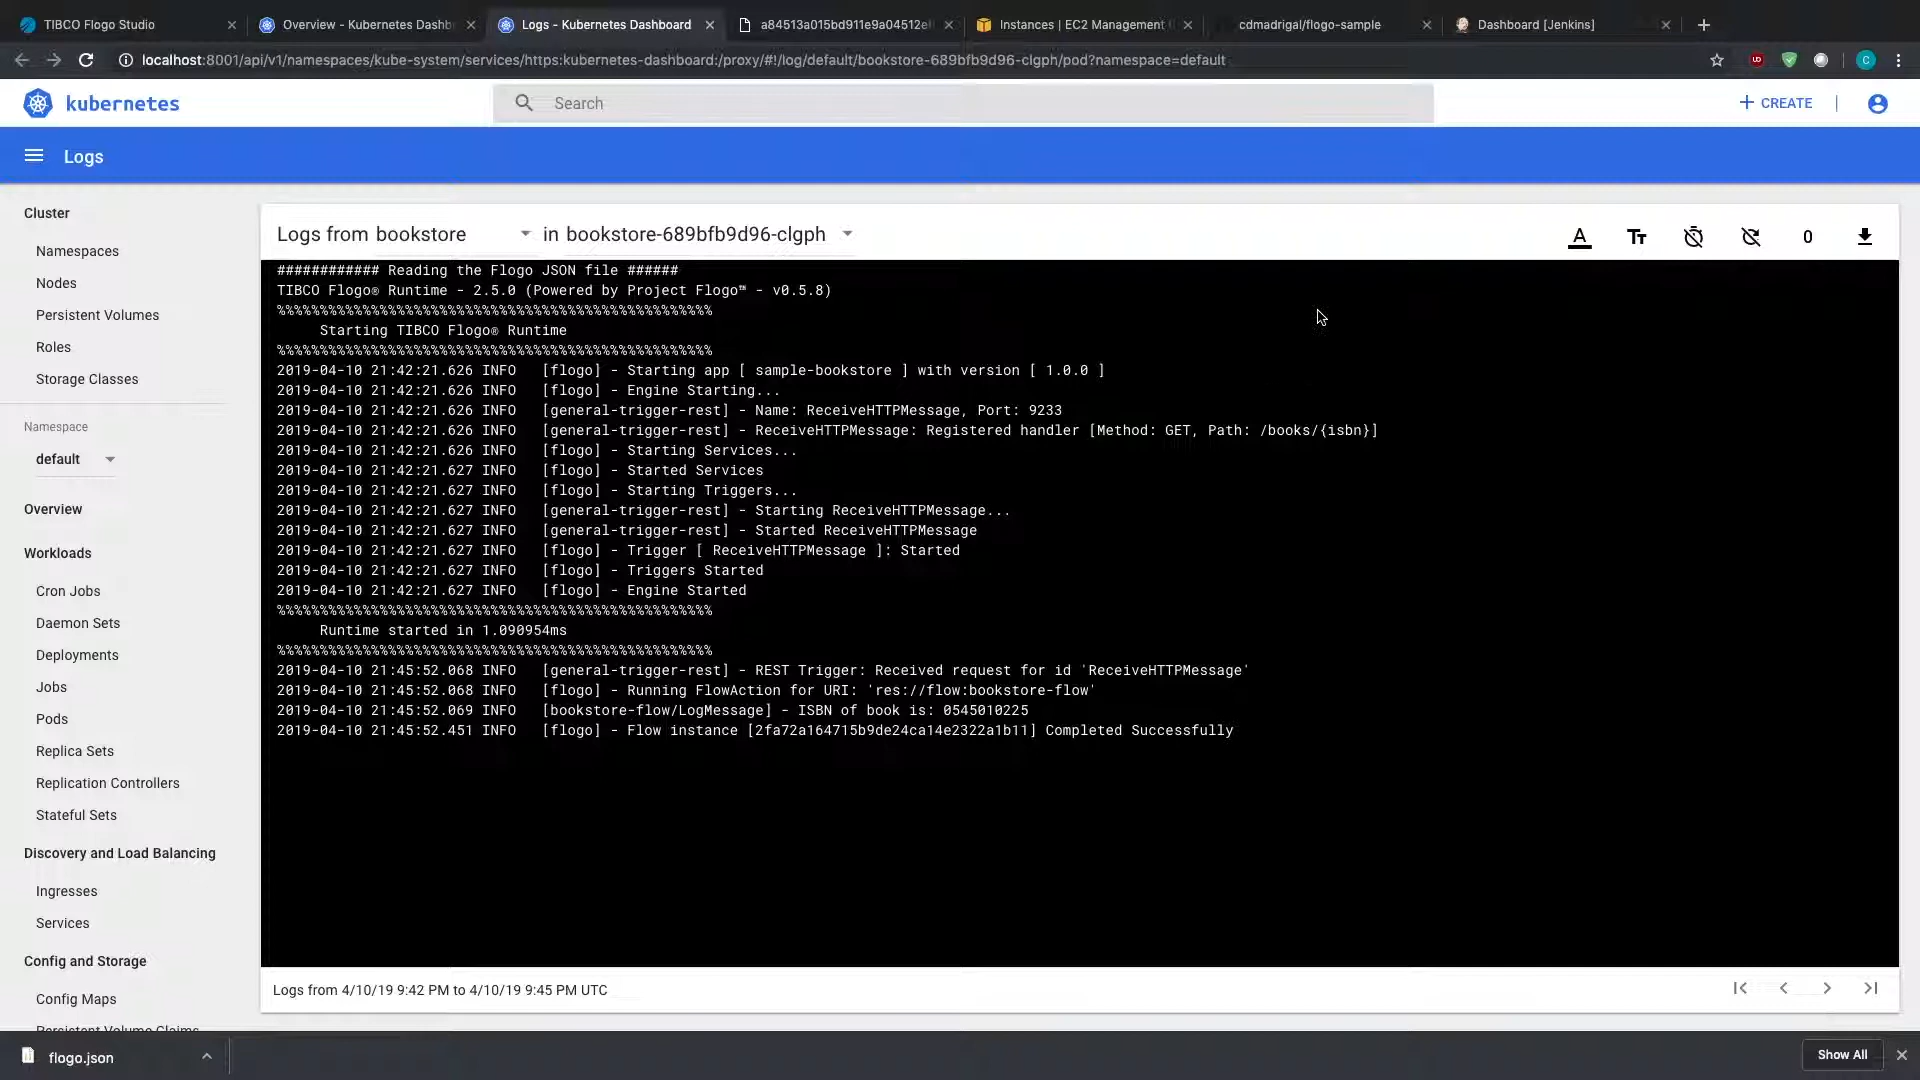 TIBCO Flogo Studio
Overview - Kubernetes Dashb
Logs - Kubernetes Dashboard
a84513a015bd911e9a04512e
Instances | EC2 Management
cdmadrigal/flogo-sample
Dashboard [Jenkins]
localhost:8001/api/v1/namespaces/kube-system/services/https:kubernetes-dashboard:/proxy/#!/log/default/bookstore-689bfb9d96-clgph/pod?namespace=default
C
kubernetes
Search
+ CREATE
Logs
Cluster
Namespaces
Nodes
Persistent Volumes
Roles
Storage Classes
Namespace
default
Overview
Workloads
Cron Jobs
Daemon Sets
Deployments
Jobs
Pods
Replica Sets
Replication Controllers
Stateful Sets
Discovery and Load Balancing
Ingresses
Services
Config and Storage
Config Maps
Persistent Volume Claims
Logs from bookstore in bookstore-689bfb9d96-clgph
0
############ Reading the Flogo JSON file ######
TIBCO Flogo® Runtime - 2.5.0 (Powered by Project Flogo™ - v0.5.8)
%%%%%%%%%%%%%%%%%%%%%%%%%%%%%%%%%%%%%%%%%%%%%%%%%%%
Starting TIBCO Flogo® Runtime
%%%%%%%%%%%%%%%%%%%%%%%%%%%%%%%%%%%%%%%%%%%%%%%%%%%
2019-04-10 21:42:21.626 INFO [flogo] - Starting app [ sample-bookstore ] with version [ 1.0.0 ]
2019-04-10 21:42:21.626 INFO [flogo] - Engine Starting...
2019-04-10 21:42:21.626 INFO [general-trigger-rest] - Name: ReceiveHTTPMessage, Port: 9233
2019-04-10 21:42:21.626 INFO [general-trigger-rest] - ReceiveHTTPMessage: Registered handler [Method: GET, Path: /books/{isbn}]
2019-04-10 21:42:21.626 INFO [flogo] - Starting Services...
2019-04-10 21:42:21.627 INFO [flogo] - Started Services
2019-04-10 21:42:21.627 INFO [flogo] - Starting Triggers...
2019-04-10 21:42:21.627 INFO [general-trigger-rest] - Starting ReceiveHTTPMessage...
2019-04-10 21:42:21.627 INFO [general-trigger-rest] - Started ReceiveHTTPMessage
2019-04-10 21:42:21.627 INFO [flogo] - Trigger [ ReceiveHTTPMessage ]: Started
2019-04-10 21:42:21.627 INFO [flogo] - Triggers Started
2019-04-10 21:42:21.627 INFO [flogo] - Engine Started
%%%%%%%%%%%%%%%%%%%%%%%%%%%%%%%%%%%%%%%%%%%%%%%%%%%
Runtime started in 1.090954ms
%%%%%%%%%%%%%%%%%%%%%%%%%%%%%%%%%%%%%%%%%%%%%%%%%%%
2019-04-10 21:45:52.068 INFO [general-trigger-rest] - REST Trigger: Received request for id 'ReceiveHTTPMessage'
2019-04-10 21:45:52.068 INFO [flogo] - Running FlowAction for URI: 'res://flow:bookstore-flow'
2019-04-10 21:45:52.069 INFO [bookstore-flow/LogMessage] - ISBN of book is: 0545010225
2019-04-10 21:45:52.451 INFO [flogo] - Flow instance [2fa72a164715b9de24ca14e2322a1b11] Completed Successfully
Logs from 4/10/19 9:42 PM to 4/10/19 9:45 PM UTC
flogo.json
Show All